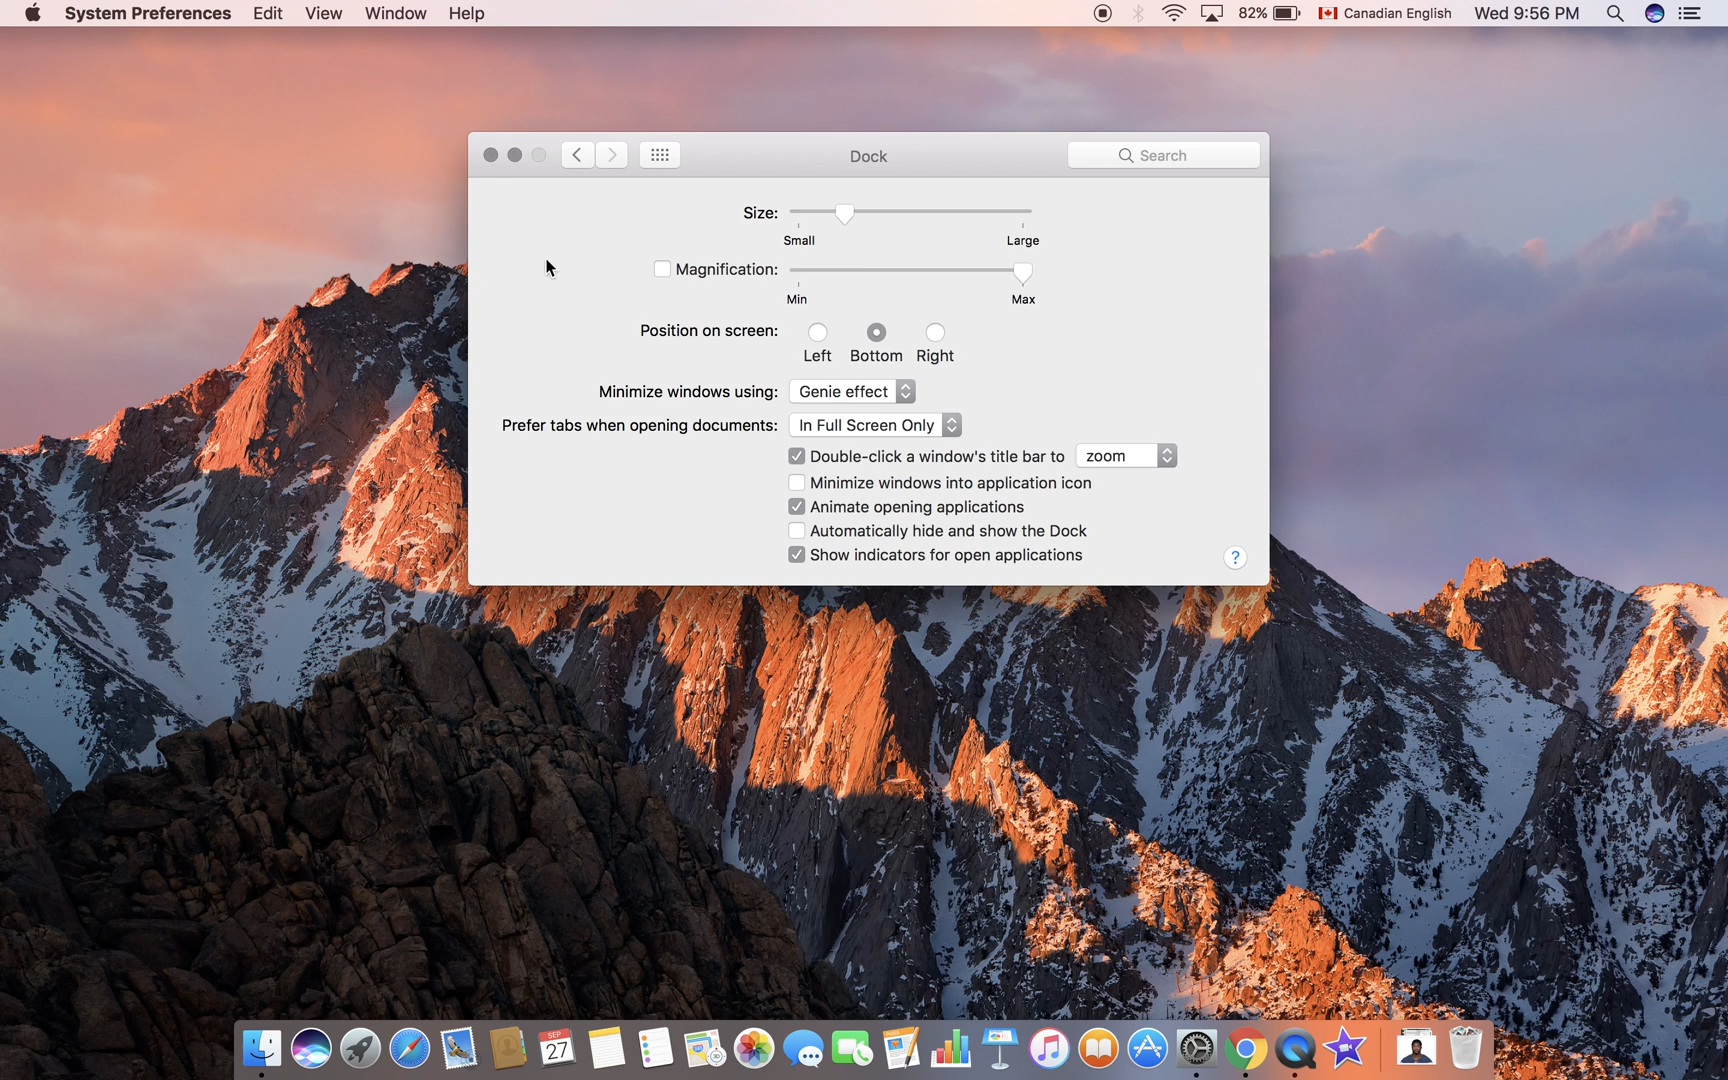 System Preferences Edit View Window Help 82% Canadian English Wed 9:56 PM
Dock
Search
Size:
Small Large
Magnification:
Min Max
Position on screen:
Left Bottom Right
Minimize windows using: Genie effect
Prefer tabs when opening documents: In Full Screen Only
Double-click a window's title bar to zoom
Minimize windows into application icon
Animate opening applications
Automatically hide and show the Dock
Show indicators for open applications
?
SEP
27